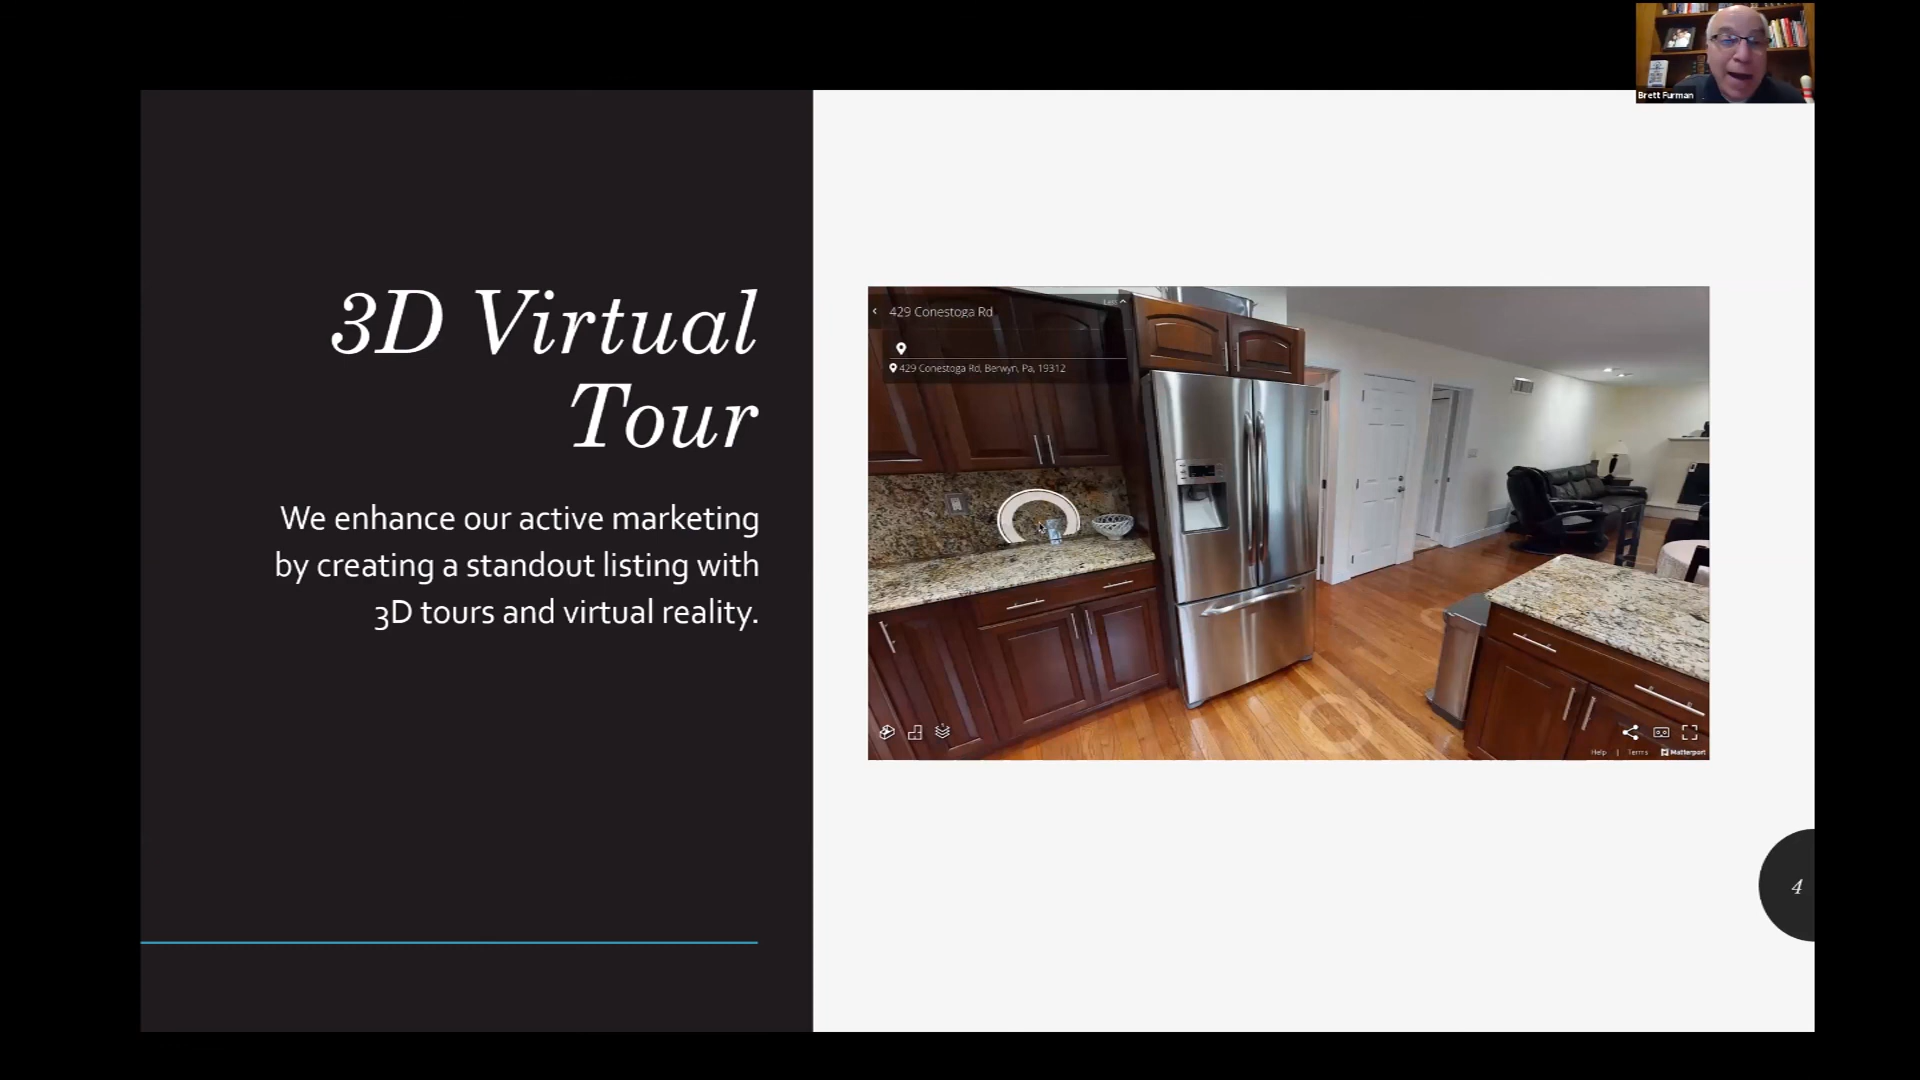 Brett Furman
3D Virtual
Tour
We enhance our active marketing
by creating a standout listing with
3D tours and virtual reality.
429 Conestoga Rd
Less
429 Conestoga Rd, Berwyn, Pa, 19312
Help | Terms
Matterport
4